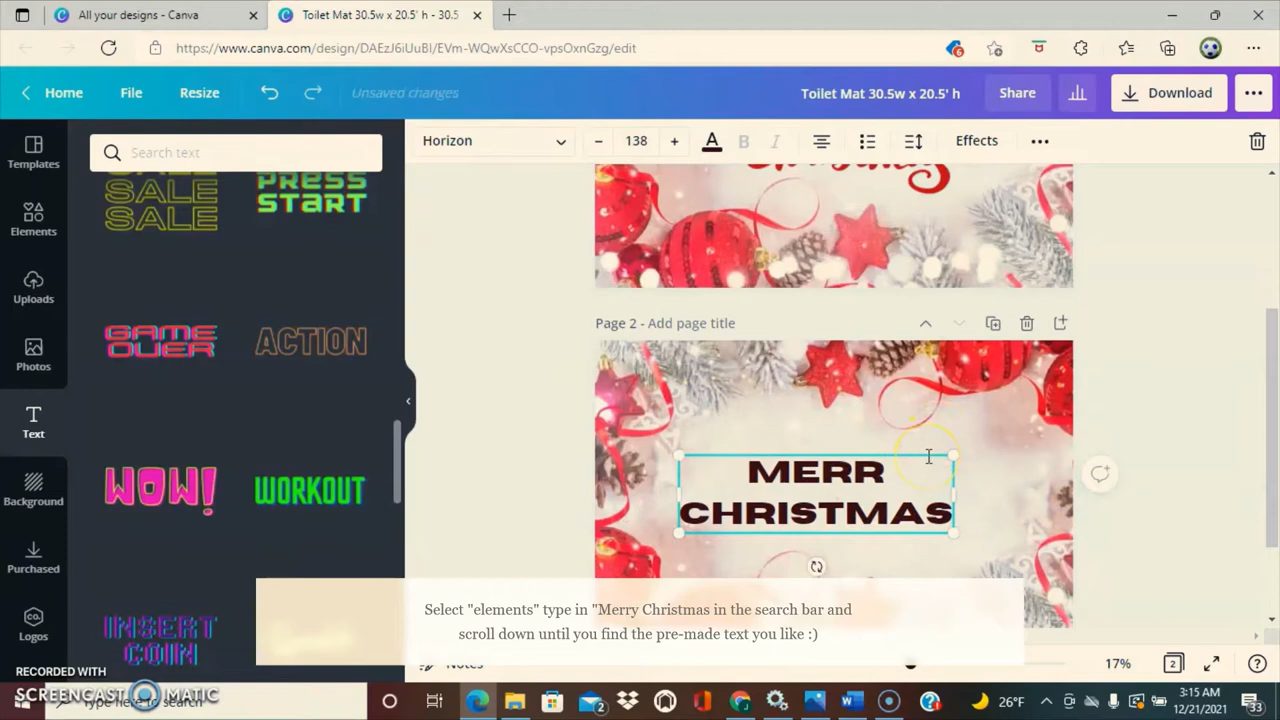 All your designs - Canva
Toilet Mat 30.5w x 20.5' h - 30.5
https://www.canva.com/design/DAEzJ6iUuBI/EVm-WQwXsCCO-vpsOxnGzg/edit
6
Home
File
Resize
Unsaved changes
Toilet Mat 30.5w x 20.5' h
Share
Download
Templates
Elements
Uploads
Photos
Text
Background
Purchased
Logos
Search text
SALE
SALE
SALE
PRESS
START
GAME
OVER
ACTION
WOW!
WORKOUT
INSERT
COIN
Horizon
138
A
B
I
Effects
Christmas
Page 2 - Add page title
MERR
CHRISTMAS
Select "elements" type in "Merry Christmas in the search bar and
scroll down until you find the pre-made text you like :)
Notes
17%
2
RECORDED WITH
SCREENCAST MATIC
Type here to search
2
26°F
3:15 AM
12/21/2021
33